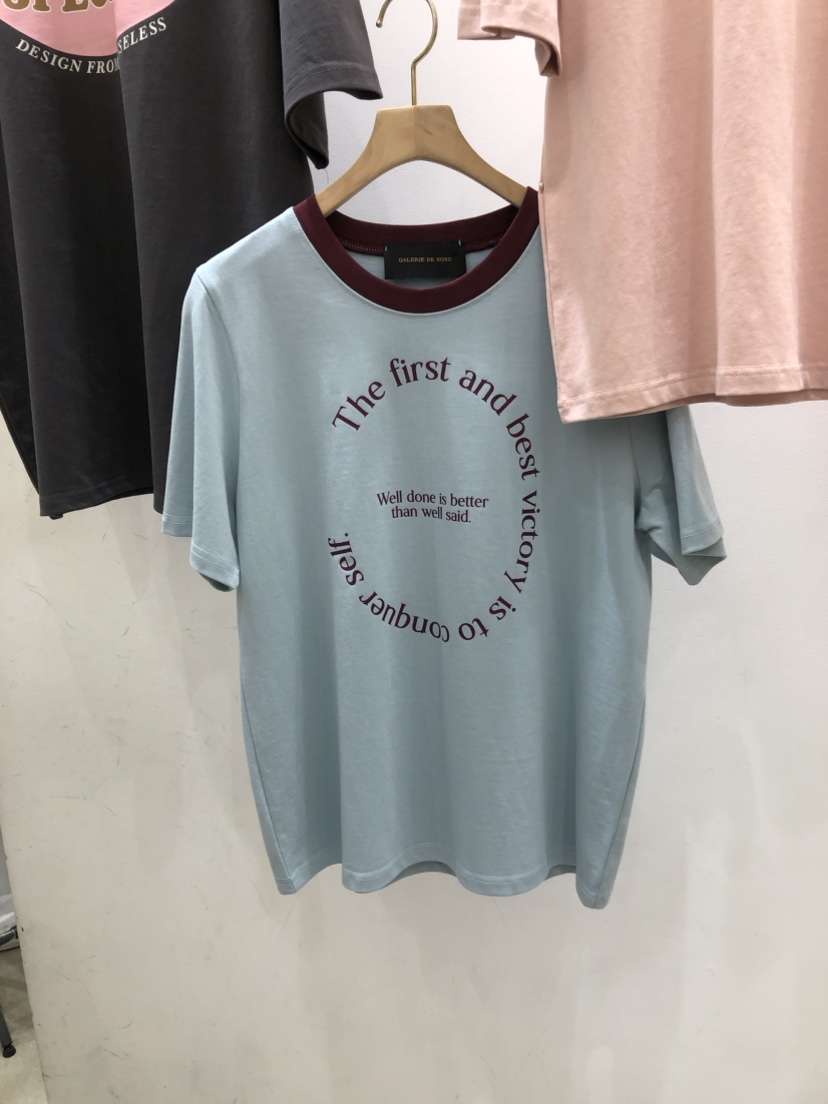 DESIGN FROM
SELESS
GALERIE DE
The first and best victory is to conquer self.
Well done is better
than well said.